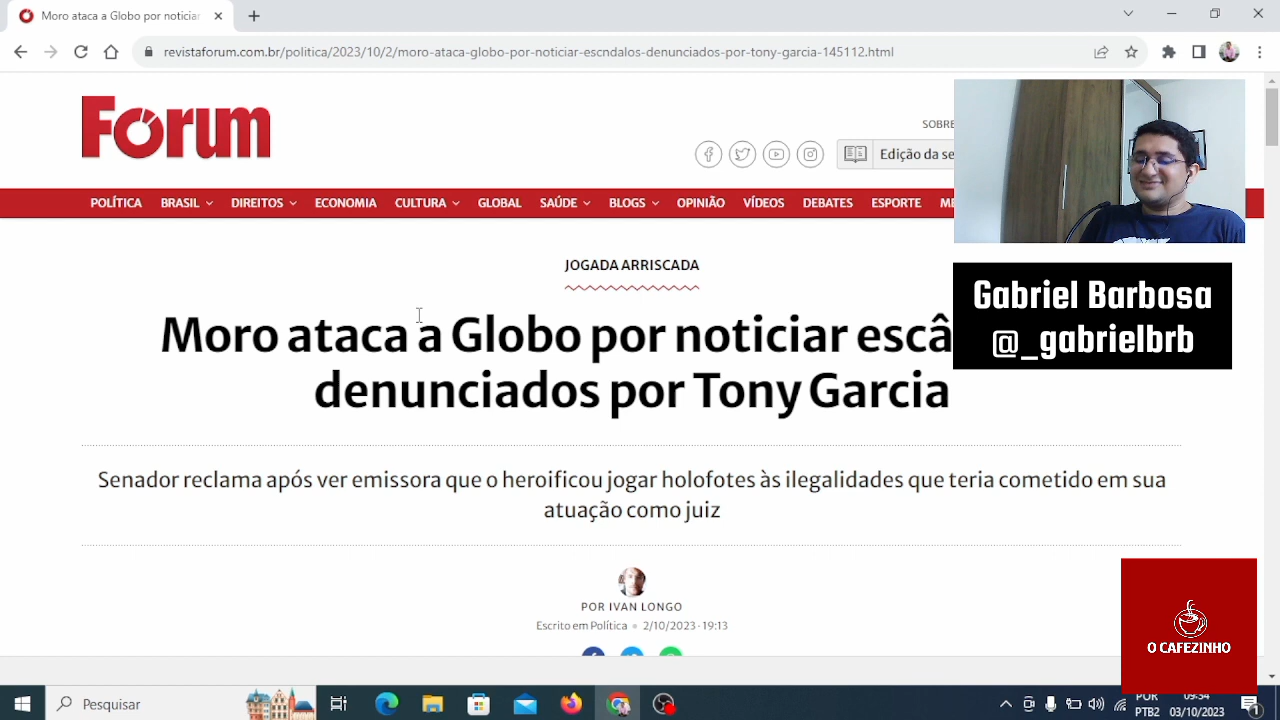 Moro ataca a Globo por noticiar
revistaforum.com.br/politica/2023/10/2/moro-ataca-globo-por-noticiar-escndalos-denunciados-por-tony-garcia-145112.html
Fórum
SOBRE
Edição da se
POLÍTICA BRASIL DIREITOS ECONOMIA CULTURA GLOBAL SAÚDE BLOGS OPINIÃO VÍDEOS DEBATES ESPORTE
JOGADA ARRISCADA
Gabriel Barbosa
@_gabrielbrb
Moro ataca a Globo por noticiar escâ
denunciados por Tony Garcia
Senador reclama após ver emissora que o heroificou jogar holofotes às ilegalidades que teria cometido em sua
atuação como juiz
POR IVAN LONGO
Escrito em Política 2/10/2023 · 19:13
O CAFEZINHO
Pesquisar
POR 09:34
PTB2 03/10/2023
1